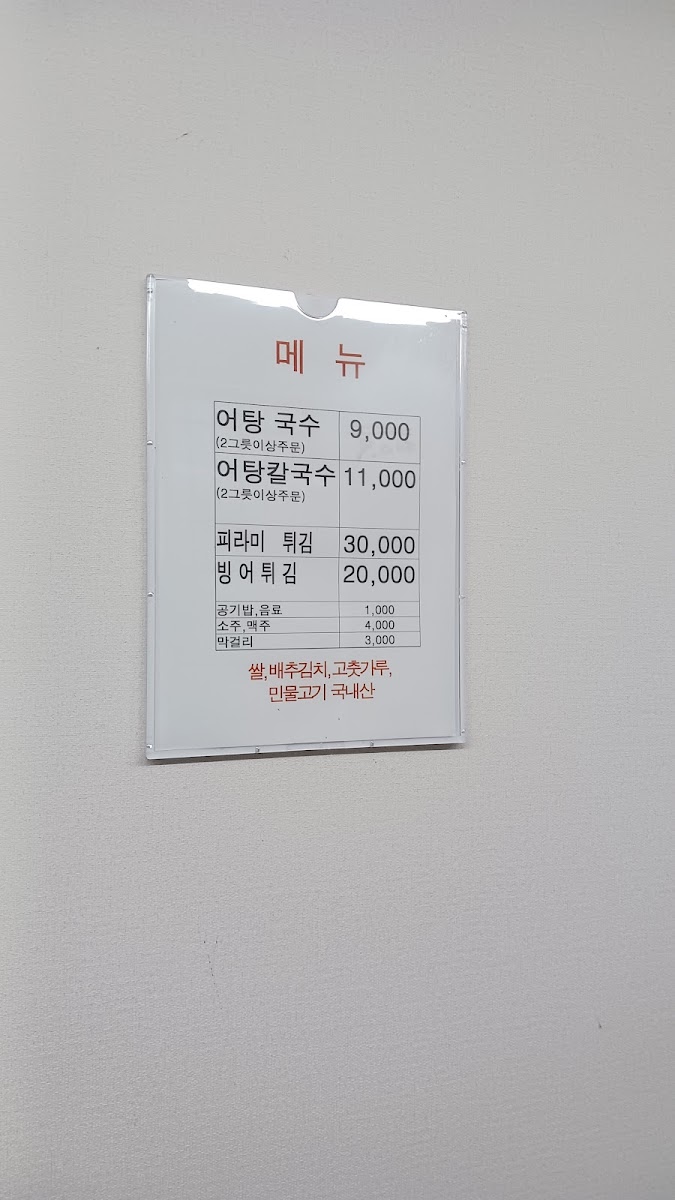 메 뉴
어탕 국수 9,000
(2그릇이상주문)
어탕칼국수 11,000
(2그릇이상주문)
피라미 튀김 30,000
빙어튀김 20,000
공기밥,음료 1,000
소주,맥주 4,000
막걸리 3,000
쌀,배추김치,고춧가루,
민물고기 국내산